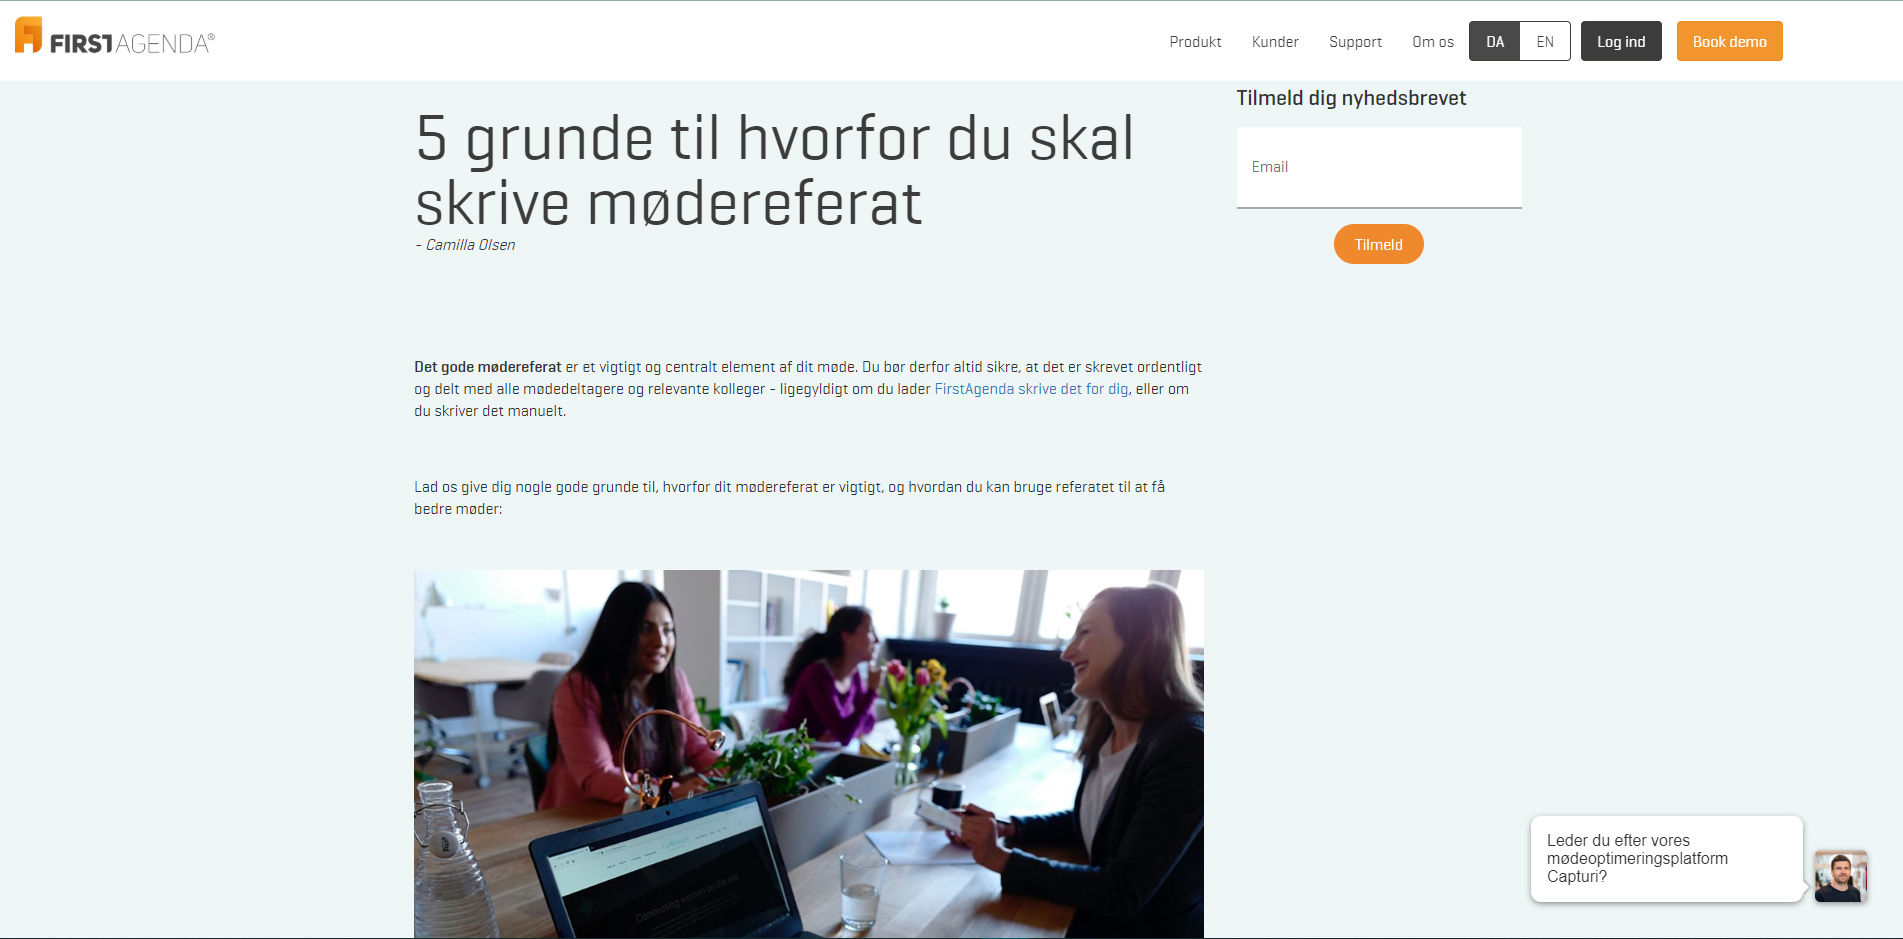 FIRSTAGENDA®
Produkt
Kunder
Support
Om os
DA
EN
Log ind
Book demo
5 grunde til hvorfor du skal
skrive mødereferat
- Camilla Olsen
Tilmeld dig nyhedsbrevet
Email
Tilmeld
Det gode mødereferat er et vigtigt og centralt element af dit møde. Du bør derfor altid sikre, at det er skrevet ordentligt
og delt med alle mødedeltagere og relevante kolleger - ligegyldigt om du lader FirstAgenda skrive det for dig, eller om
du skriver det manuelt.
Lad os give dig nogle gode grunde til, hvorfor dit mødereferat er vigtigt, og hvordan du kan bruge referatet til at få
bedre møder:
Connecting women on the rise
Leder du efter vores
mødeoptimeringsplatform
Capturi?